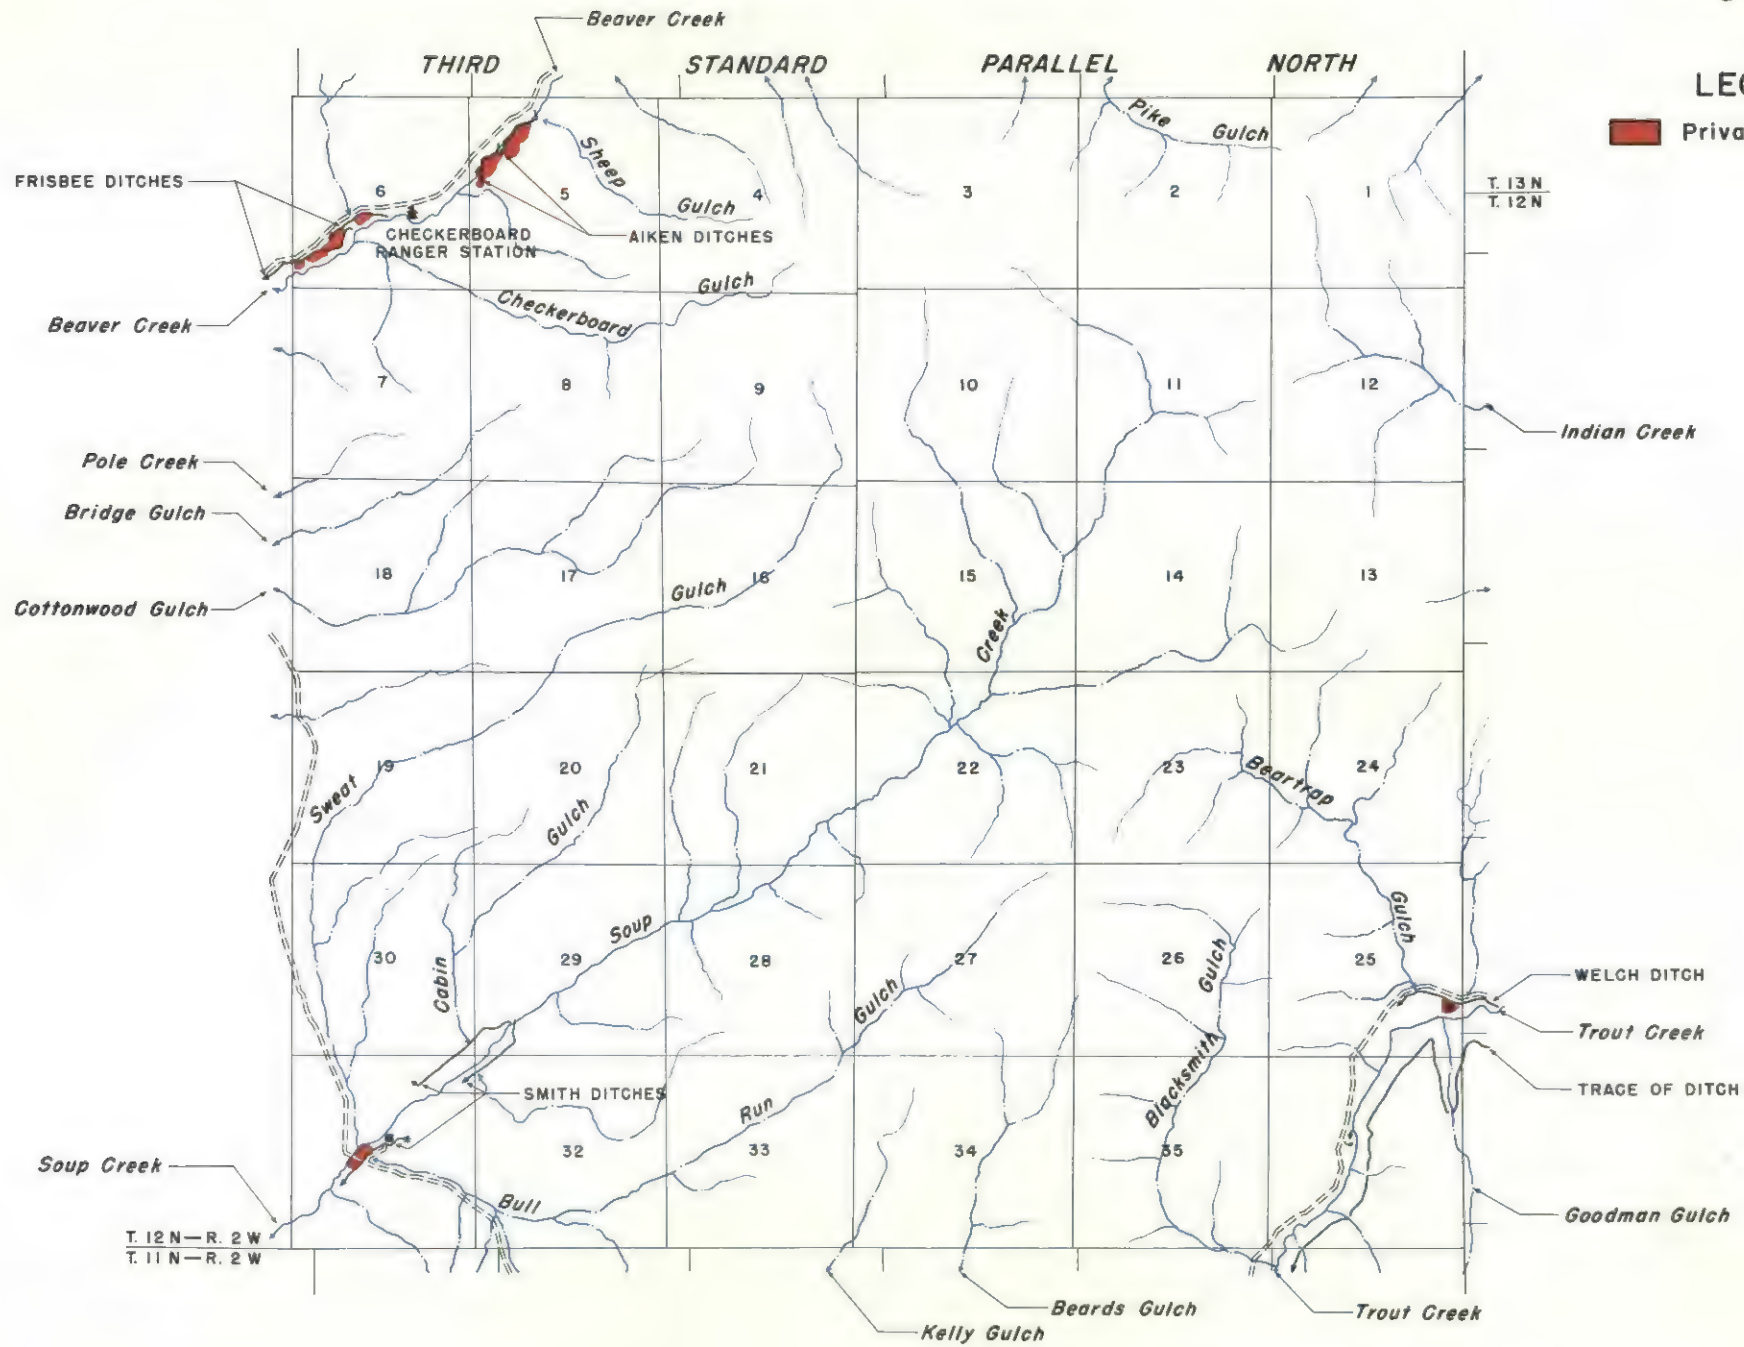 Beaver Creek
THIRD STANDARD PARALLEL NORTH
LE
Priva
Pike Gulch
Sheep Gulch
FRISBEE DITCHES
6 5 4 3 2 1
T. 13 N
T. 12 N
CHECKERBOARD
RANGER STATION
AIKEN DITCHES
Checkerboard Gulch
Beaver Creek
7 8 9 10 11 12
Indian Creek
Pole Creek
Bridge Gulch
18 17 16 15 14 13
Cottonwood Gulch
Sweat Gulch
Creek
19 20 21 22 23 24
Beartrap Gulch
Cabin Gulch
Soup
30 29 28 27 26 25
Gulch
WELCH DITCH
Trout Creek
TRACE OF DITCH
SMITH DITCHES
Blacksmith Gulch
Run
32 33 34 35
Bull
Soup Creek
Goodman Gulch
T. 12 N—R. 2 W
T. 11 N—R. 2 W
Beards Gulch
Trout Creek
Kelly Gulch